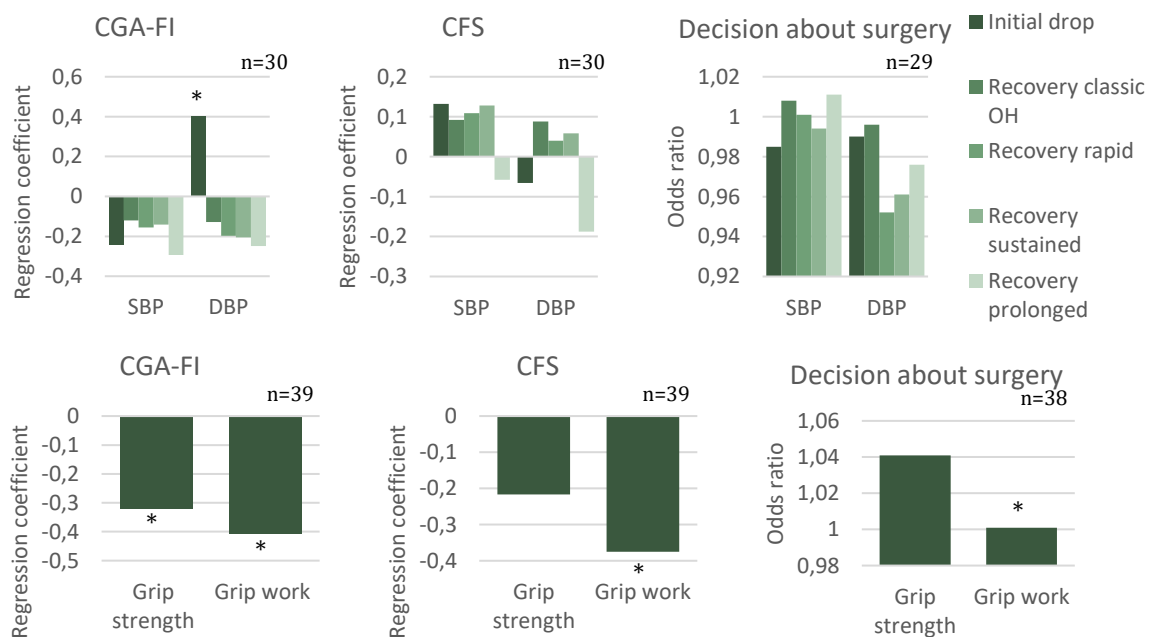 CGA-FI
n=30
Regression coefficient
0,6
0,4
0,2
0
-0,2
-0,4
SBP DBP
*
CFS
n=30
Regression oefficient
0,2
0,1
0
-0,1
-0,2
-0,3
SBP DBP
Decision about surgery
n=29
Odds ratio
1,02
1
0,98
0,96
0,94
0,92
SBP DBP
Initial drop
Recovery classic
OH
Recovery rapid
Recovery
sustained
Recovery
prolonged
CGA-FI
n=39
Regression coefficient
0
-0,1
-0,2
-0,3
-0,4
-0,5
*
*
Grip Grip work
strength
CFS
n=39
Regression coefficient
0
-0,1
-0,2
-0,3
-0,4
*
Grip Grip work
strength
Decision about surgery
n=38
Odds ratio
1,06
1,04
1,02
1
0,98
*
Grip Grip work
strength